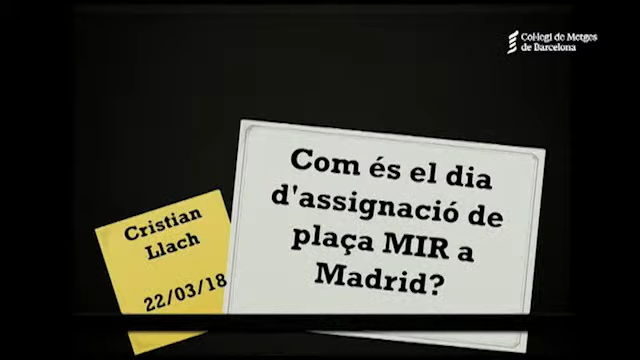 Col·legi de Metges
de Barcelona
Com és el dia
d'assignació de
plaça MIR a
Madrid?
Cristian
Llach
22/03/18